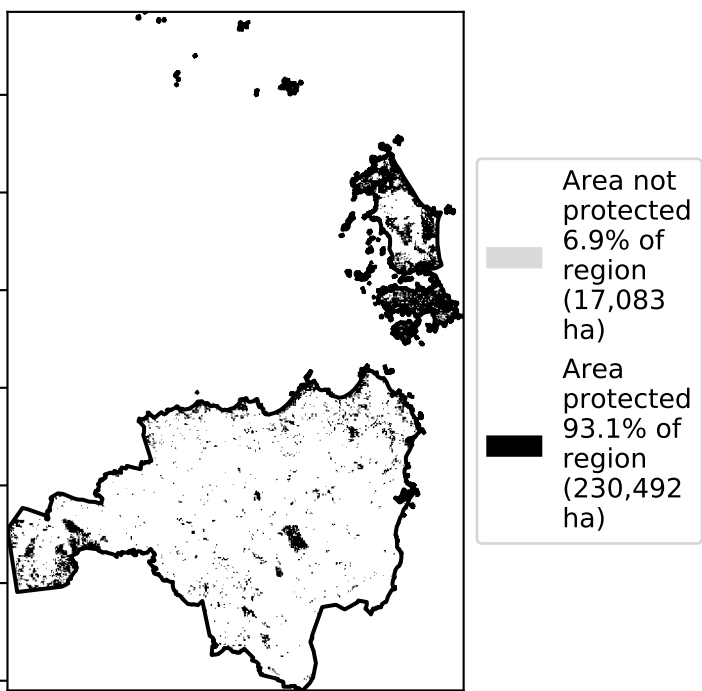 Area not
protected
6.9% of
region
(17,083
ha)
Area
protected
93.1% of
region
(230,492
ha)